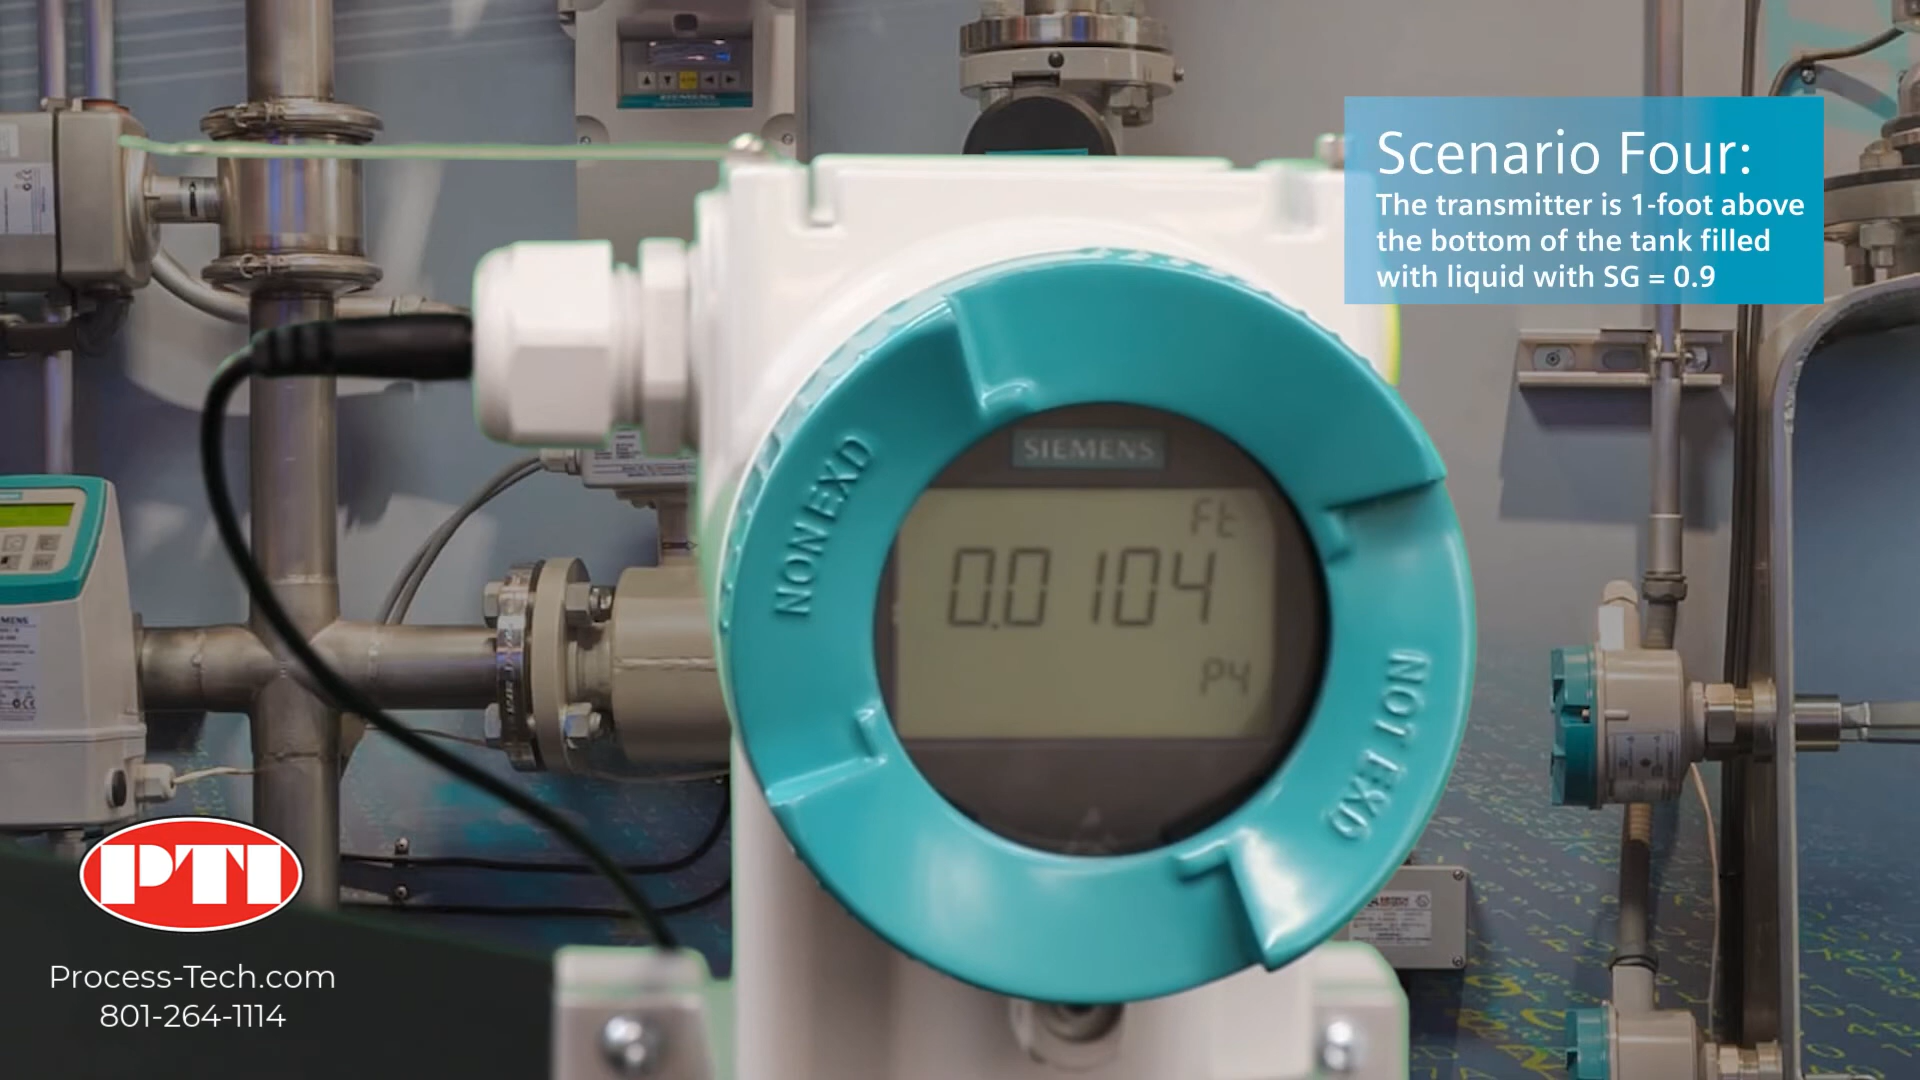 Scenario Four:
The transmitter is 1-foot above
the bottom of the tank filled
with liquid with SG = 0.9
SIEMENS
SIEMENS
Ft
0.0104
P4
NON EXD
NOT EXD
PTI
Process-Tech.com
801-264-1114